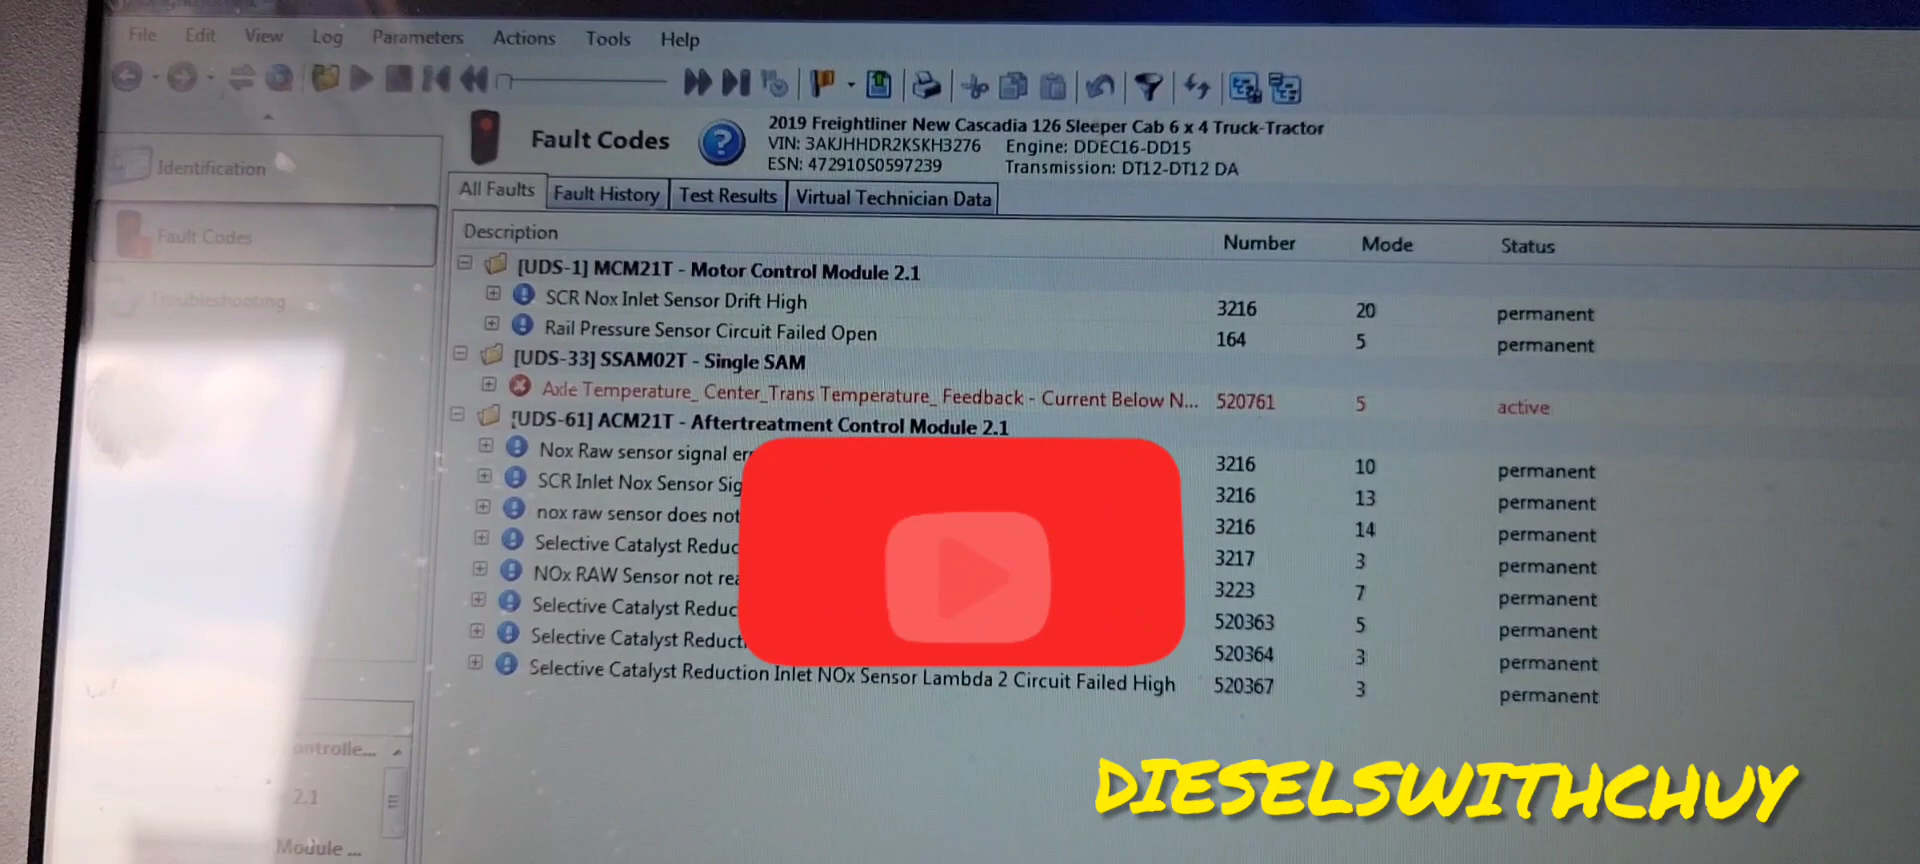 File Edit View Log Parameters Actions Tools Help
Fault Codes
2019 Freightliner New Cascadia 126 Sleeper Cab 6 x 4 Truck-Tractor
VIN: 3AKJHHDR2KSKH3276 Engine: DDEC16-DD15
ESN: 472910S0597239 Transmission: DT12-DT12 DA
Identification
Fault Codes
Troubleshooting
All Faults Fault History Test Results Virtual Technician Data
Description Number Mode Status
[UDS-1] MCM21T - Motor Control Module 2.1
SCR Nox Inlet Sensor Drift High 3216 20 permanent
Rail Pressure Sensor Circuit Failed Open 164 5 permanent
[UDS-33] SSAM02T - Single SAM
Axle Temperature_ Center_Trans Temperature_ Feedback - Current Below N... 520761 5 active
[UDS-61] ACM21T - Aftertreatment Control Module 2.1
Nox Raw sensor signal 3216 10 permanent
SCR Inlet Nox Sensor 3216 13 permanent
nox raw sensor does not 3216 14 permanent
Selective Catalyst 3217 3 permanent
NOx RAW Sensor not 3223 7 permanent
Selective Catalyst 520363 5 permanent
Selective Catalyst 520364 3 permanent
Selective Catalyst Reduction Inlet NOx Sensor Lambda 2 Circuit Failed High 520367 3 permanent
2.1
Module ...
DIESELSWITHCHUY